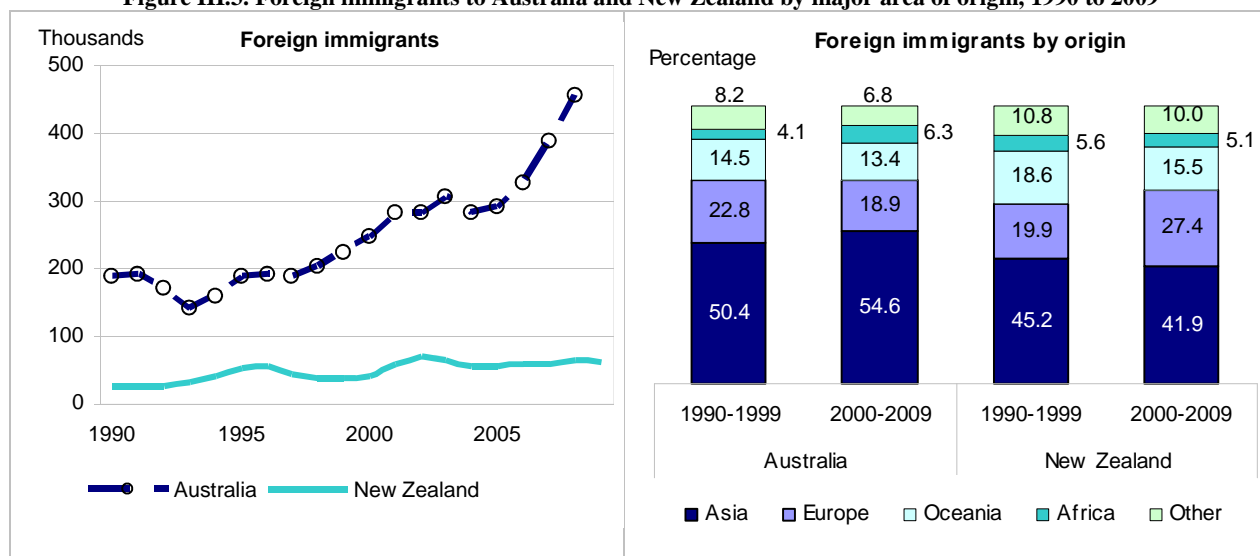 Figure III.5. Foreign immigrants to Australia and New Zealand by major area of origin, 1990 to 2009
Thousands
Foreign immigrants
500
400
300
200
100
0
1990 1995 2000 2005
Australia New Zealand
Foreign immigrants by origin
Percentage
8.2 6.8 10.8 10.0
4.1 6.3 5.6 5.1
14.5 13.4 18.6 15.5
22.8 18.9 19.9 27.4
50.4 54.6 45.2 41.9
1990-1999 2000-2009 1990-1999 2000-2009
Australia New Zealand
Asia Europe Oceania Africa Other